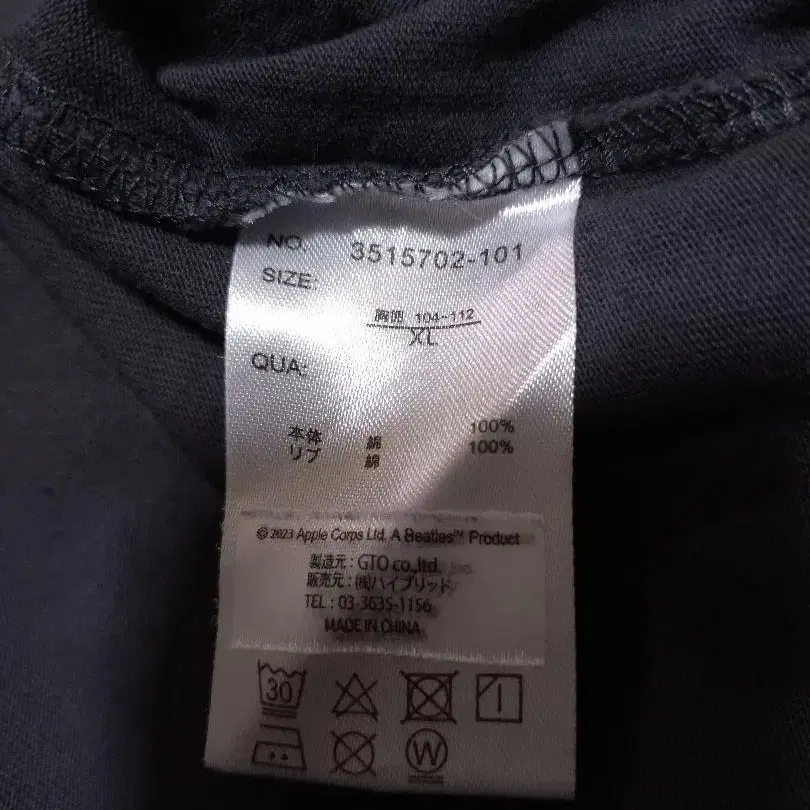 NO. 3515702-101
SIZE:
胸囲 104-112
XL
QUA:
本体 綿 100%
リブ 綿 100%
© 2023 Apple Corps Ltd. A Beatles™ Product
製造元：GTO co.,ltd.
販売元：(株)ハイブリッド
TEL : 03-3635-1156
MADE IN CHINA
30
W